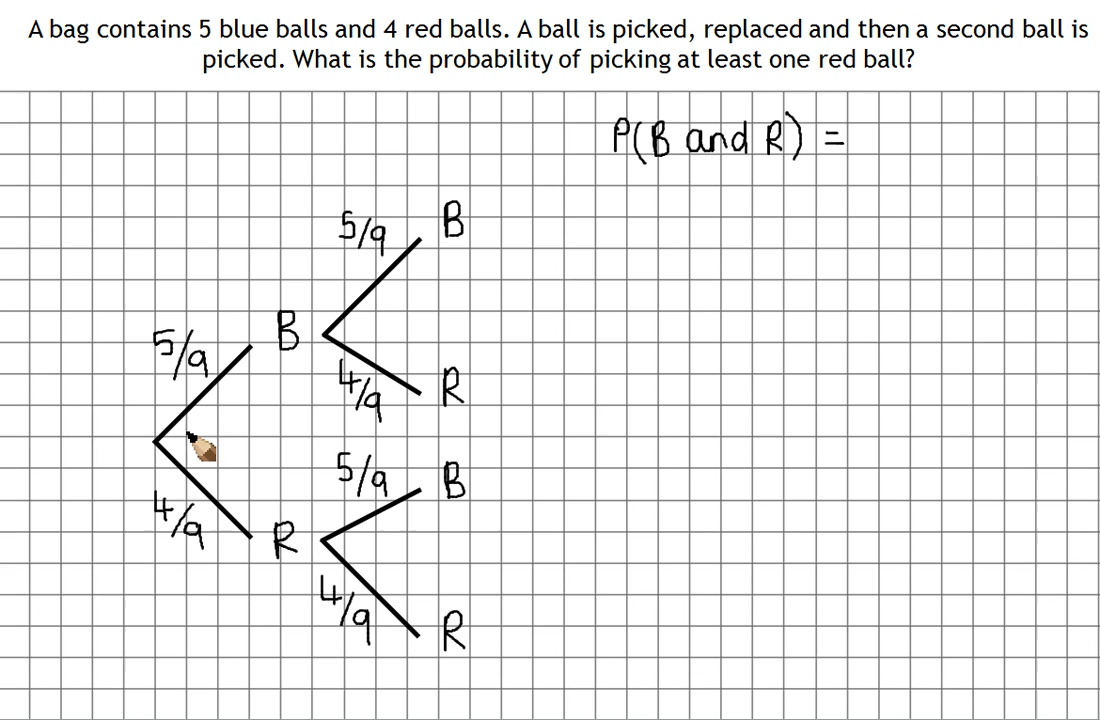 A bag contains 5 blue balls and 4 red balls. A ball is picked, replaced and then a second ball is
picked. What is the probability of picking at least one red ball?
P(B and R) =
5/9 B
5/9 B
4/9 R
5/9 B
4/9 R
4/9 R